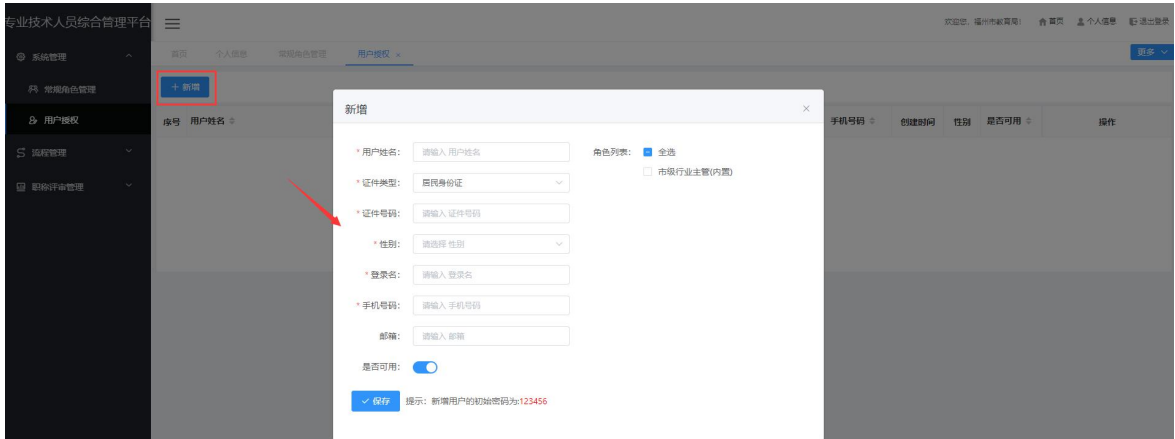 专业技术人员综合管理平台
欢迎您，福州市教育局! 首页 个人信息 退出登录
系统管理
首页 个人信息 常规角色管理 用户授权 × 更多
常规角色管理
+ 新增
用户授权
新增 ×
序号 用户姓名 手机号码 创建时间 性别 是否可用 操作
流程管理
* 用户姓名: 请输入 用户姓名 角色列表: 全选
市级行业主管(内置)
职称评审管理
* 证件类型: 居民身份证
* 证件号码: 请输入 证件号码
* 性别: 请选择 性别
* 登录名: 请输入 登录名
* 手机号码: 请输入 手机号码
邮箱: 请输入 邮箱
是否可用:
保存 提示: 新增用户的初始密码为:123456